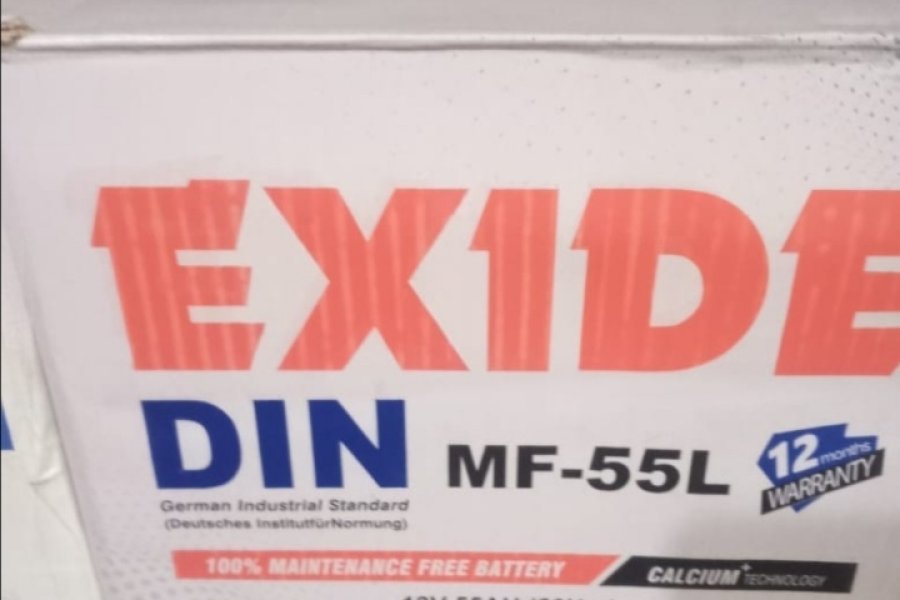 EXIDE
DIN
MF-55L
12 months
WARRANTY
German Industrial Standard
(Deutsches InstitutfürNormung)
100% MAINTENANCE FREE BATTERY
CALCIUM+ TECHNOLOGY